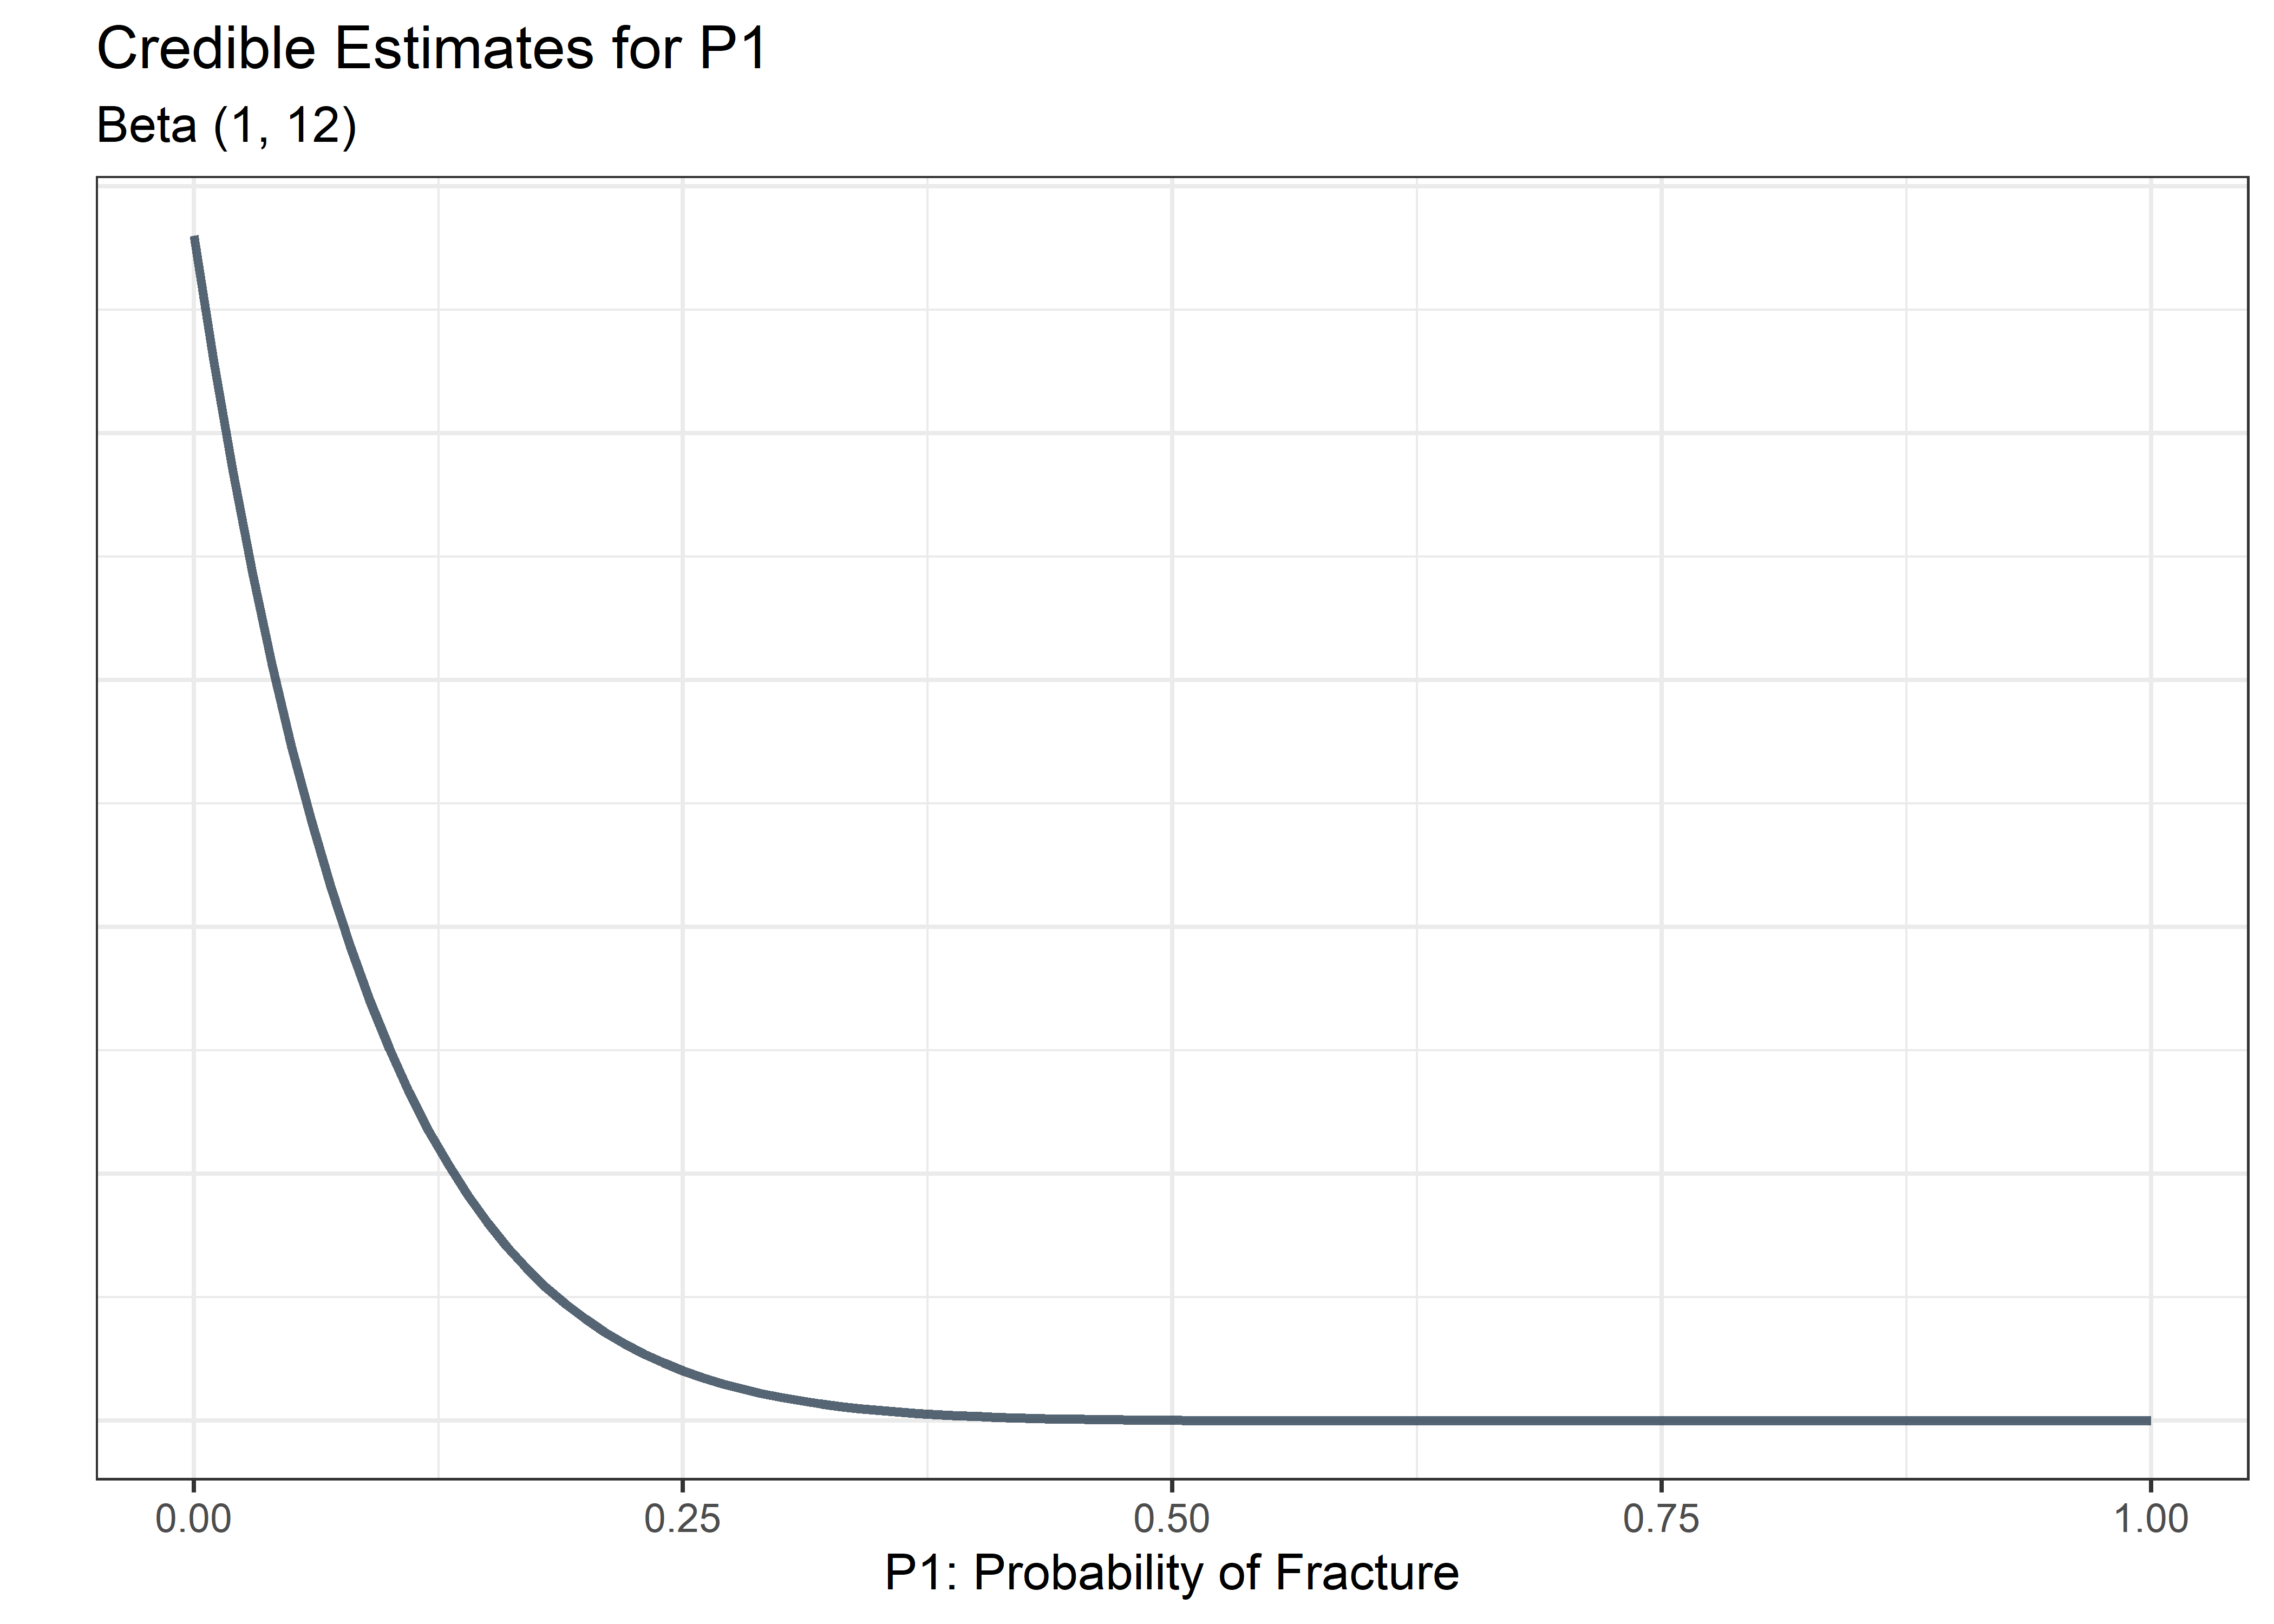 Credible Estimates for P1
Beta (1, 12)
0.00 0.25 0.50 0.75 1.00
P1: Probability of Fracture